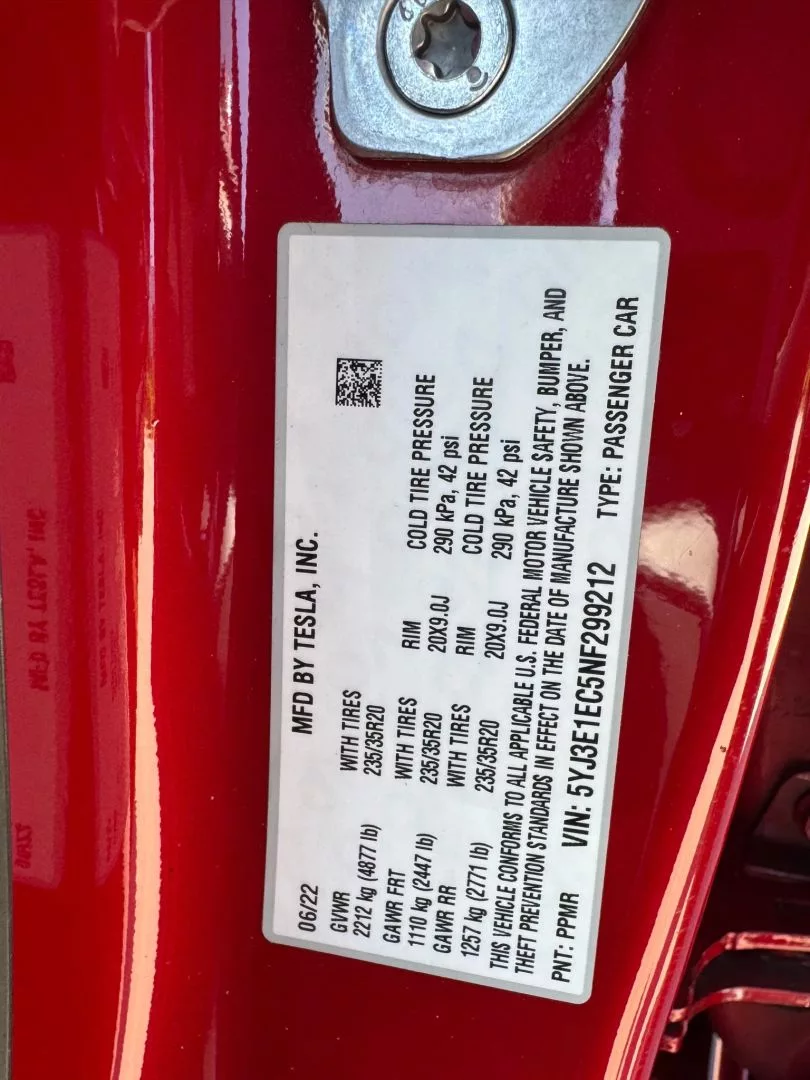 MFD BY TESLA, INC.
06/22
GVWR WITH TIRES
2212 kg (4877 lb) 235/35R20
GAWR FRT WITH TIRES RIM COLD TIRE PRESSURE
1110 kg (2447 lb) 235/35R20 20X9.0J 290 kPa, 42 psi
GAWR RR WITH TIRES RIM COLD TIRE PRESSURE
1257 kg (2771 lb) 235/35R20 20X9.0J 290 kPa, 42 psi
THIS VEHICLE CONFORMS TO ALL APPLICABLE U.S. FEDERAL MOTOR VEHICLE SAFETY, BUMPER, AND
THEFT PREVENTION STANDARDS IN EFFECT ON THE DATE OF MANUFACTURE SHOWN ABOVE.
PNT: PPMR VIN: 5YJ3E1EC5NF299212 TYPE: PASSENGER CAR